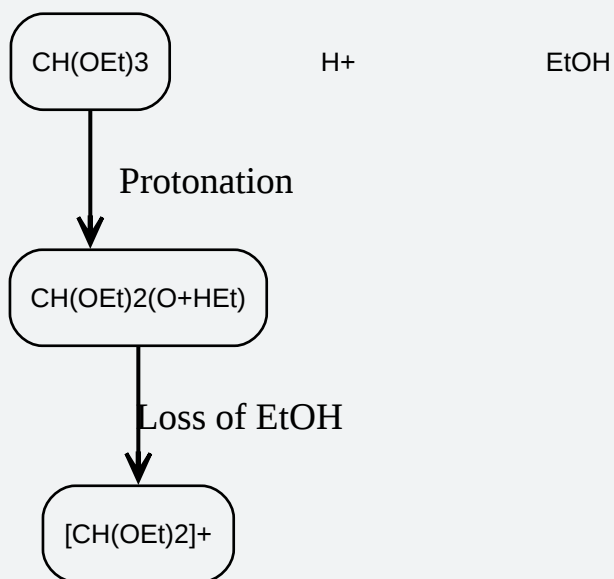 CH(OEt)3 H+ EtOH
Protonation
CH(OEt)2(O+HEt)
Loss of EtOH
[CH(OEt)2]+